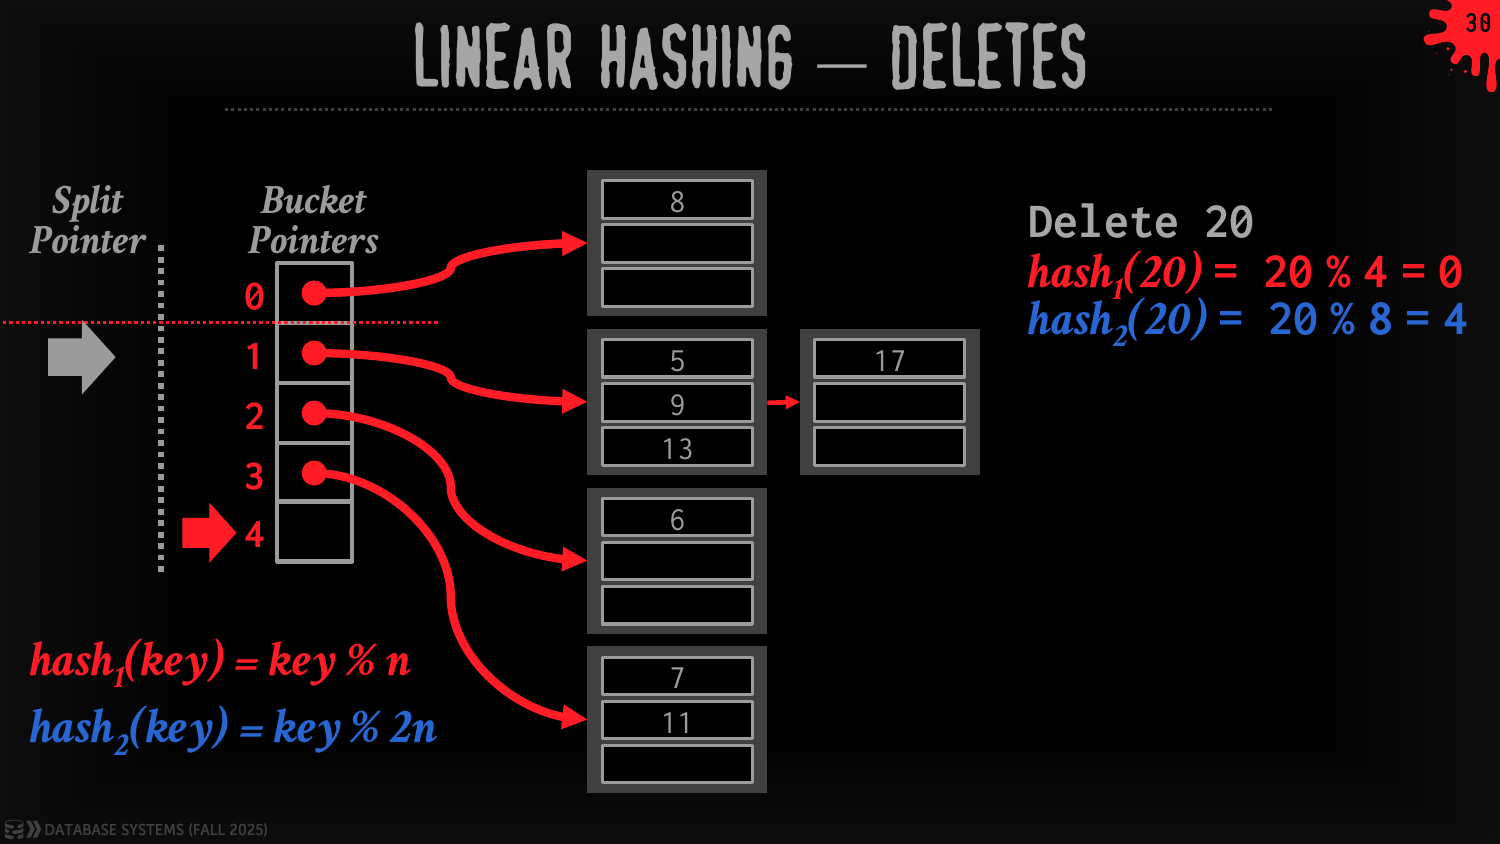 LINEAR HASHING — DELETES
30
Split
Pointer
Bucket
Pointers
0
1
2
3
4
8
5
9
13
17
6
7
11
Delete 20
hash1(20) = 20 % 4 = 0
hash2(20) = 20 % 8 = 4
hash1(key) = key % n
hash2(key) = key % 2n
DATABASE SYSTEMS (FALL 2025)